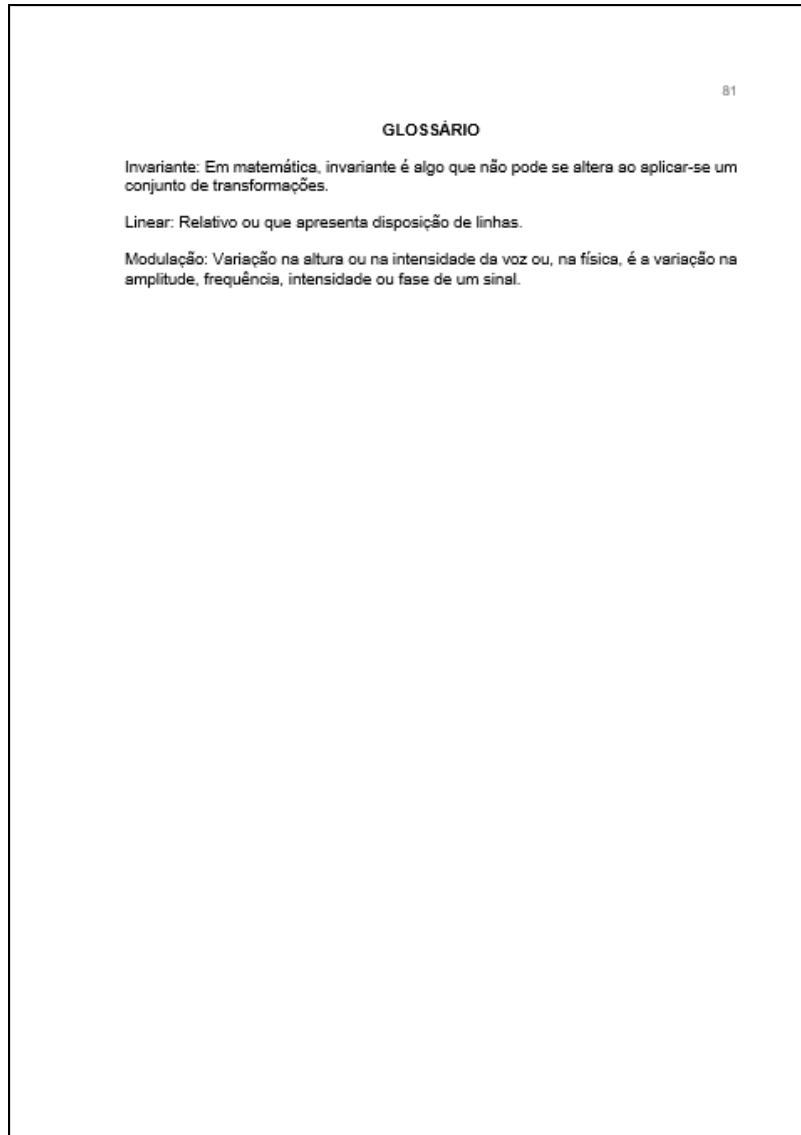 81
GLOSSÁRIO
Invariante: Em matemática, invariante é algo que não pode se altera ao aplicar-se um
conjunto de transformações.
Linear: Relativo ou que apresenta disposição de linhas.
Modulação: Variação na altura ou na intensidade da voz ou, na física, é a variação na
amplitude, frequência, intensidade ou fase de um sinal.